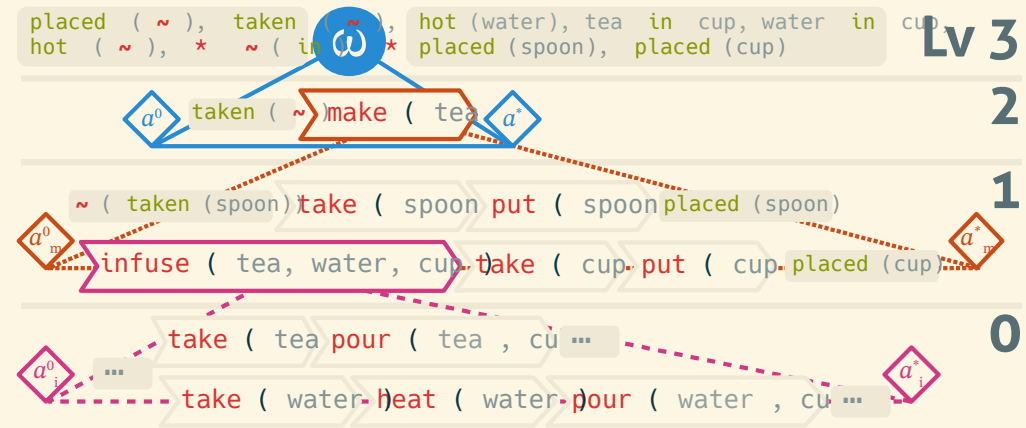 placed ( ~ ), taken ( ~ ), hot (water), tea in cup, water in cup,
hot ( ~ ), * ~ ( in ) * placed (spoon), placed (cup)
ω
Lv 3
2
a⁰ taken ( ~ ) make ( tea a*
1
~ ( taken (spoon)) take ( spoon put ( spoon placed (spoon)
a⁰m a*m
infuse ( tea, water, cup ) take ( cup put ( cup placed (cup)
0
take ( tea pour ( tea , cu …
a⁰i … a*i
take ( water ) heat ( water pour ( water , cu …